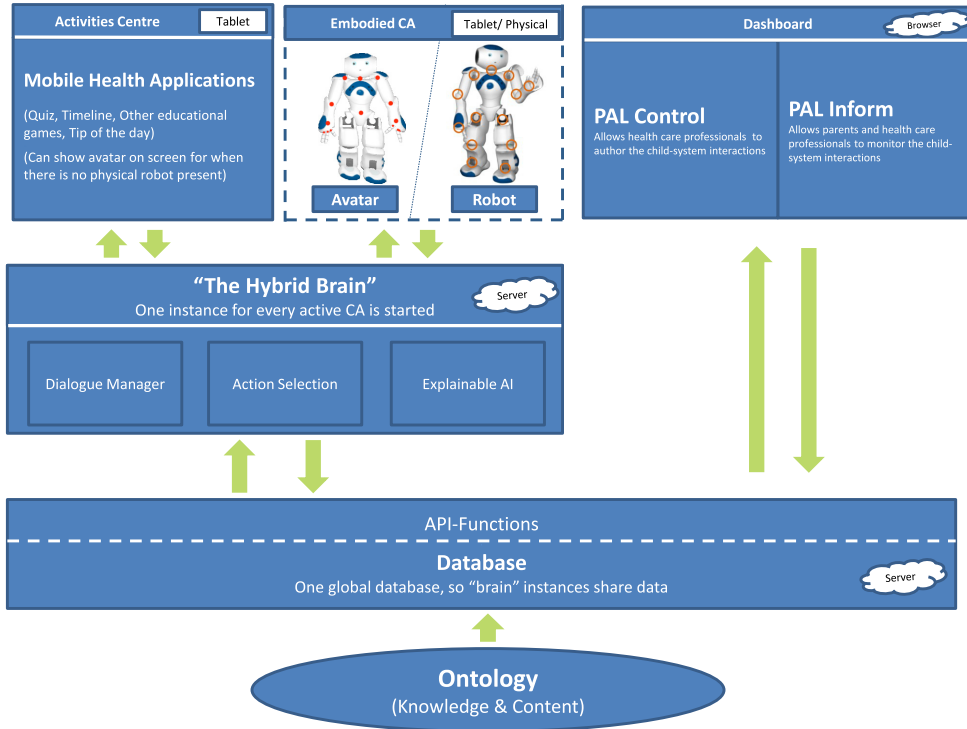 Activities Centre
Tablet
Mobile Health Applications
(Quiz, Timeline, Other educational
games, Tip of the day)
(Can show avatar on screen for when
there is no physical robot present)
Embodied CA
Tablet/ Physical
Avatar
Robot
Dashboard
Browser
PAL Control
Allows health care professionals to
author the child-system interactions
PAL Inform
Allows parents and health care
professionals to monitor the child-
system interactions
“The Hybrid Brain”
One instance for every active CA is started
Server
Dialogue Manager
Action Selection
Explainable AI
API-Functions
Database
One global database, so “brain” instances share data
Server
Ontology
(Knowledge & Content)